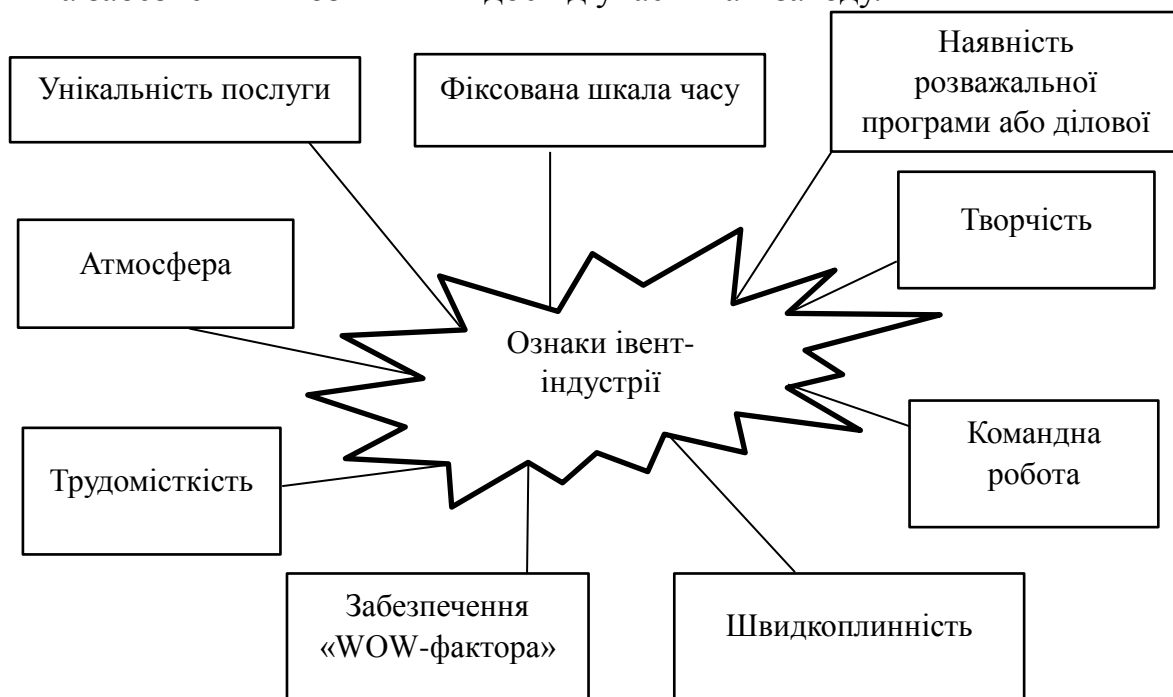 Унікальність послуги
Фіксована шкала часу
Наявність
розважальної
програми або ділової
Атмосфера
Творчість
Ознаки івент-
індустрії
Трудомісткість
Командна
робота
Забезпечення
«WOW-фактора»
Швидкоплинність